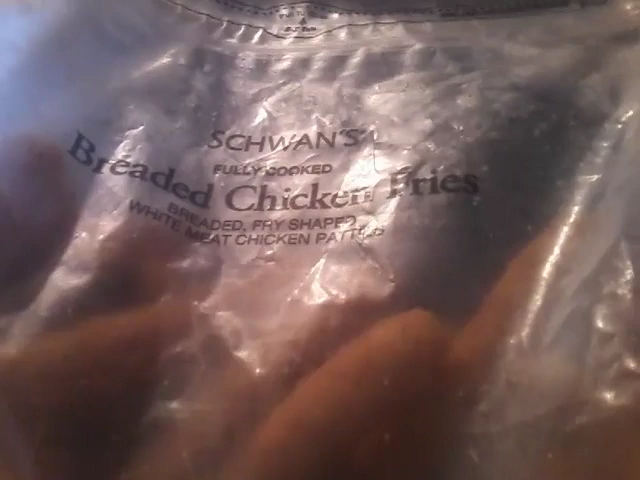 SCHWAN'S
FULLY COOKED
Breaded Chicken Fries
BREADED, FRY SHAPED
WHITE MEAT CHICKEN PATTIES